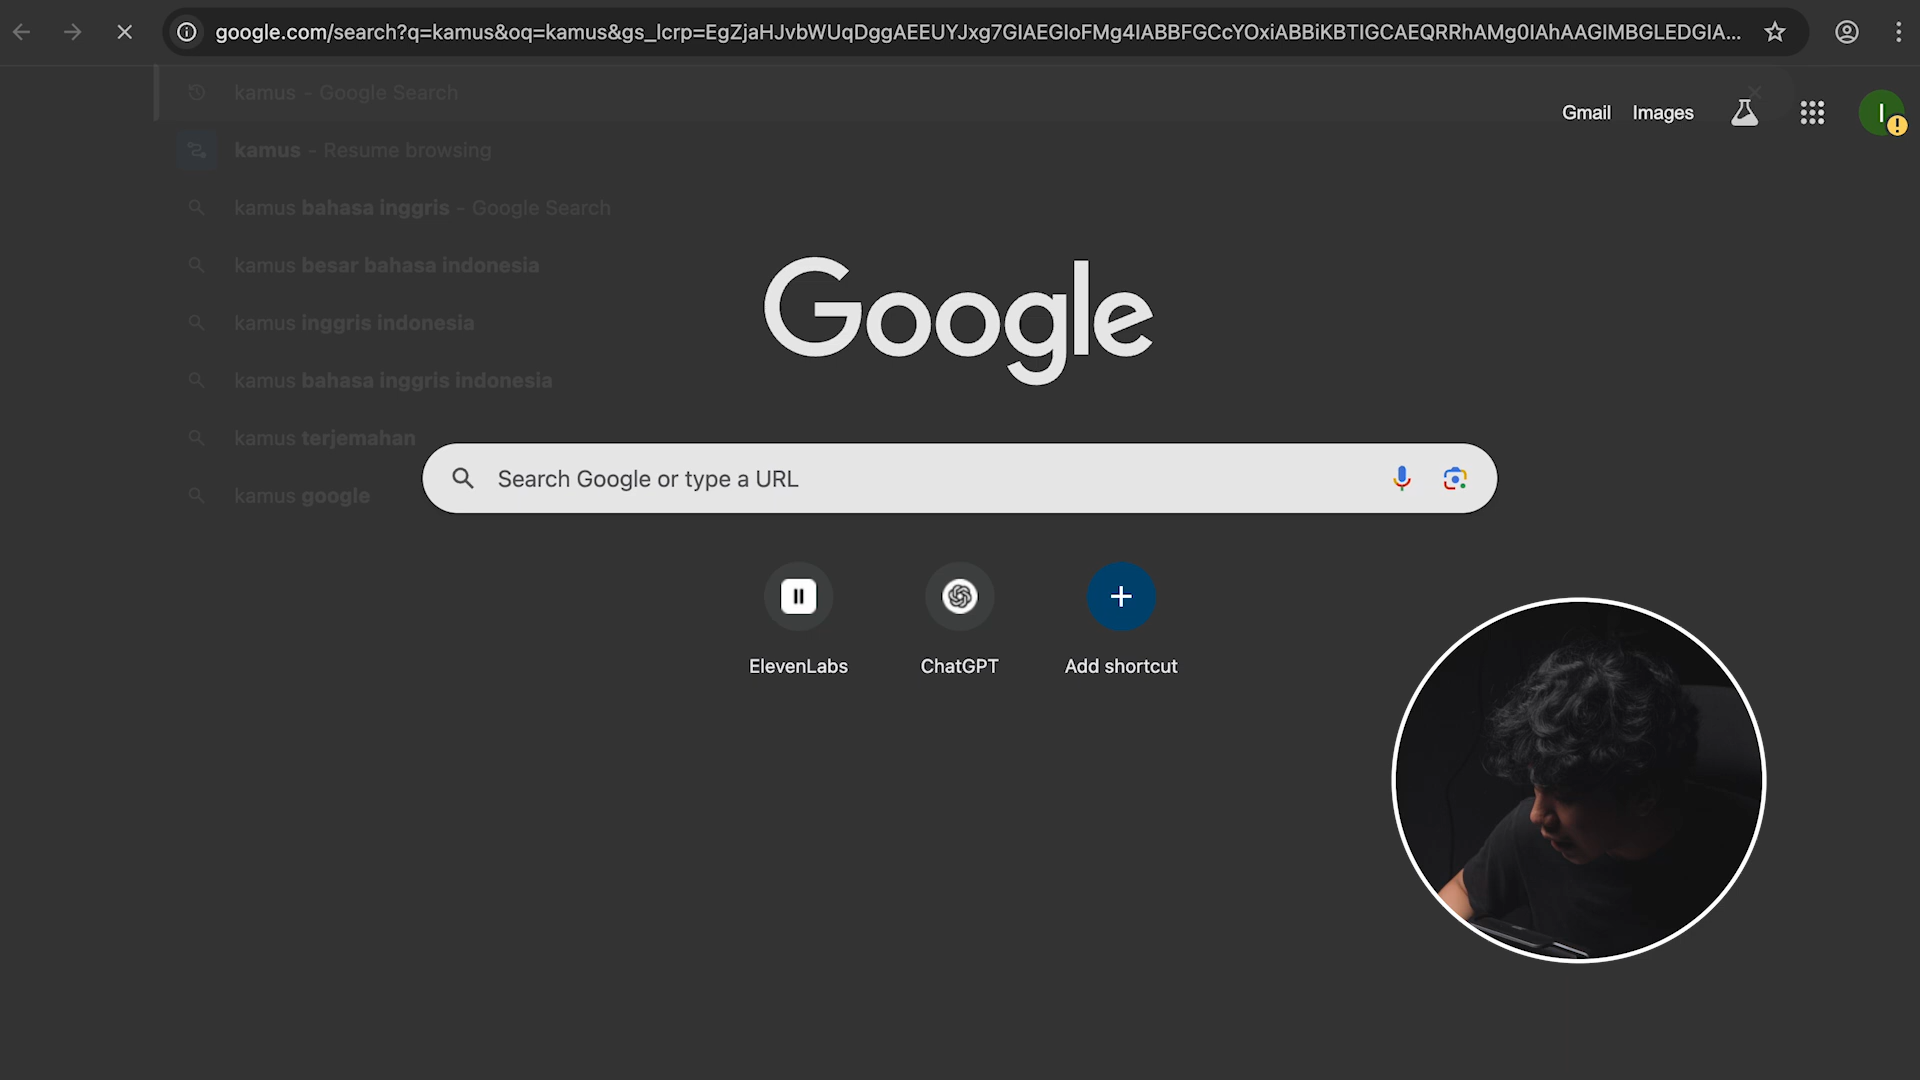 google.com/search?q=kamus&oq=kamus&gs_lcrp=EgZjaHJvbWUqDggAEEUYJxg7GIAEGIoFMg4IABBFGCcYOxiABBiKBTIGCAEQRRhAMg0IAhAAGIMBGLEDGIA...
kamus - Google Search
Gmail Images
I
kamus - Resume browsing
kamus bahasa inggris - Google Search
kamus besar bahasa indonesia
Google
kamus inggris indonesia
kamus bahasa inggris indonesia
kamus terjemahan
Search Google or type a URL
kamus google
ElevenLabs
ChatGPT
Add shortcut